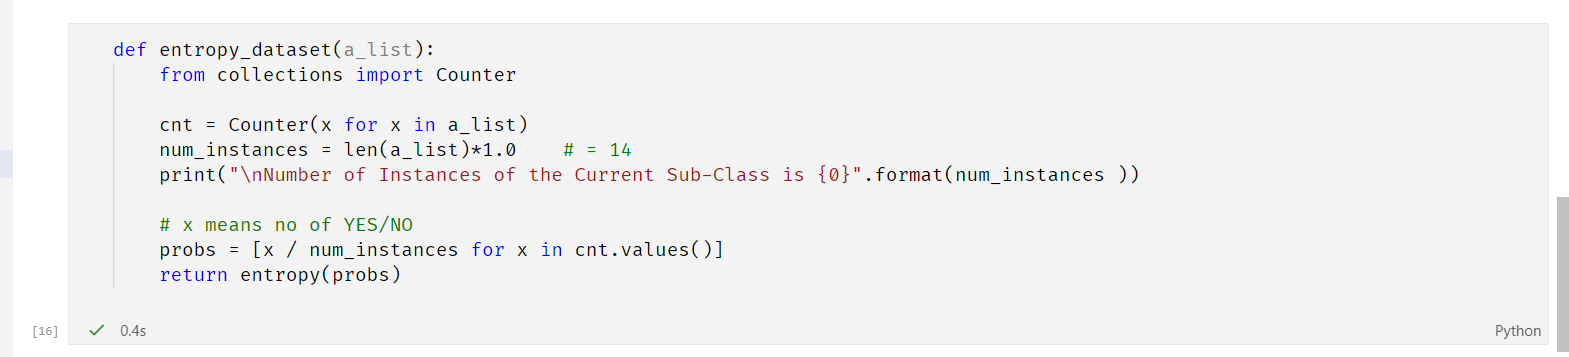 def entropy_dataset(a_list):
    from collections import Counter

    cnt = Counter(x for x in a_list)
    num_instances = len(a_list)*1.0    # = 14
    print("\nNumber of Instances of the Current Sub-Class is {0}".format(num_instances ))

    # x means no of YES/NO
    probs = [x / num_instances for x in cnt.values()]
    return entropy(probs)
[16] 0.4s Python